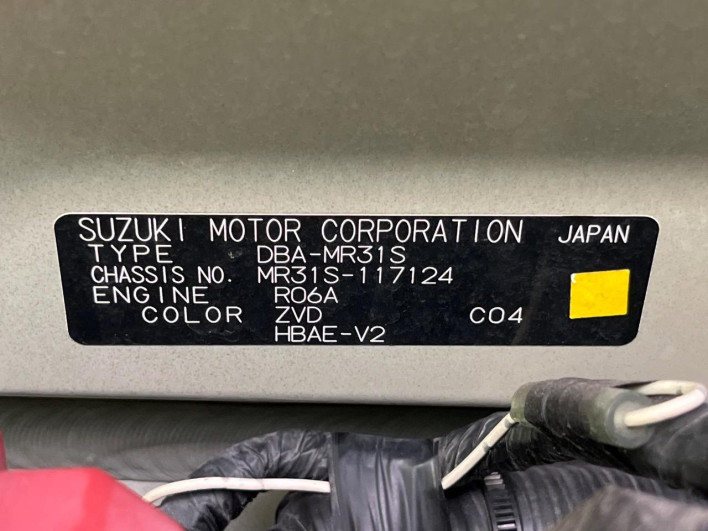 SUZUKI MOTOR CORPORATION JAPAN
TYPE DBA-MR31S
CHASSIS NO. MR31S-117124
ENGINE R06A
COLOR ZVD C04
HBAE-V2